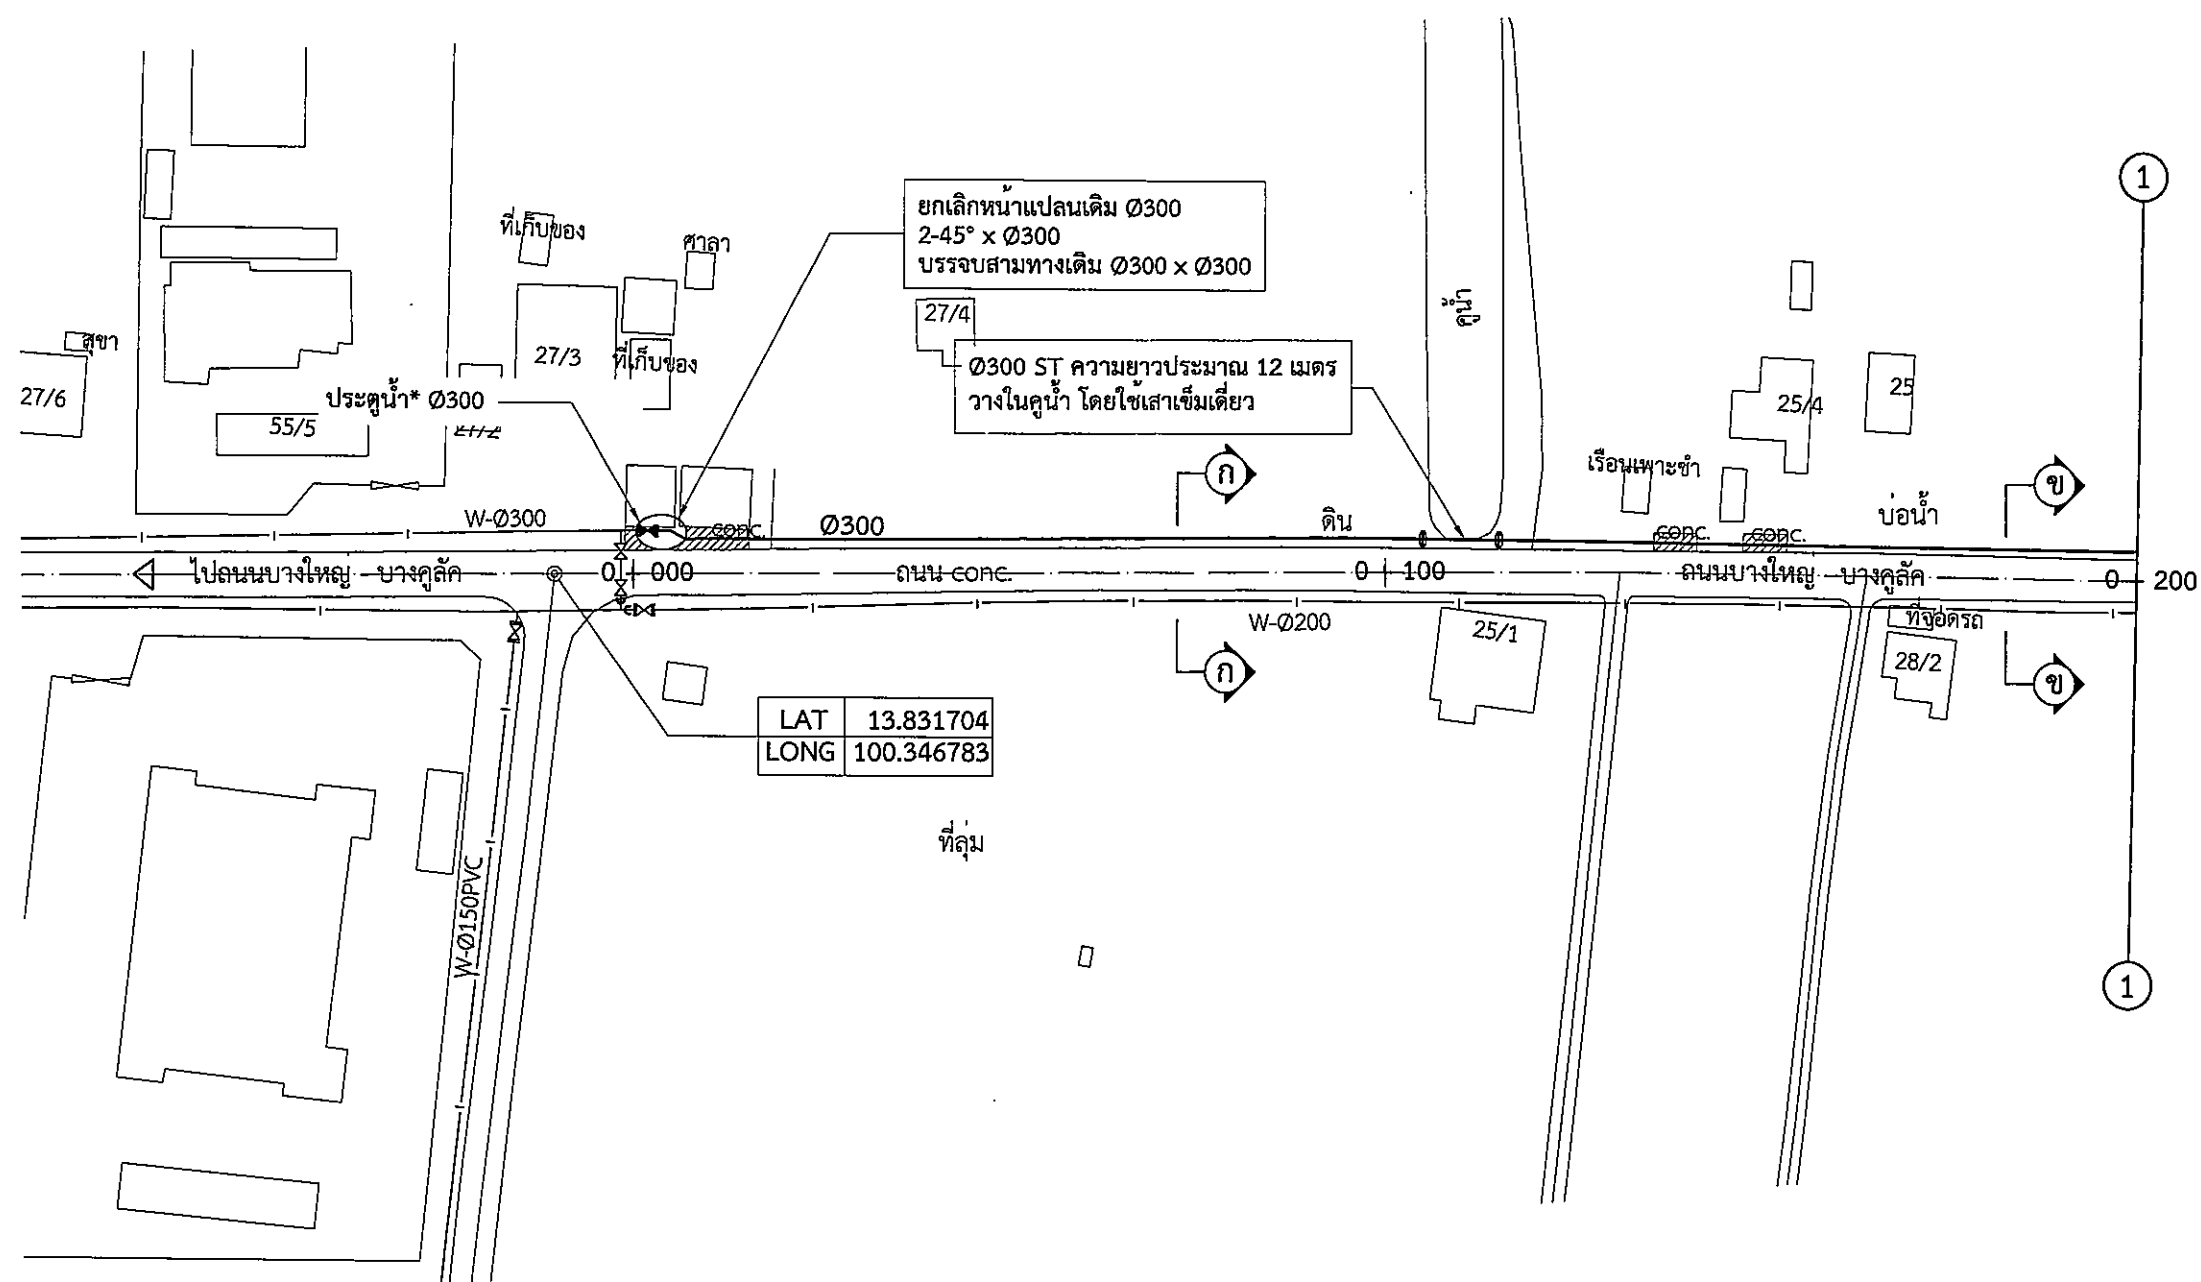 1
ยกเลิกหน้าแปลนเดิม Ø300
2-45° x Ø300
บรรจบสามทางเดิม Ø300 x Ø300
ที่เก็บของ
ศาลา
คูน้ำ
27/4
สุขา
27/3
ที่เก็บของ
Ø300 ST ความยาวประมาณ 12 เมตร
วางในคูน้ำ โดยใช้เสาเข็มเดี่ยว
27/6
ประตูน้ำ* Ø300
25/4
25
55/5
27/2
เรือนเพาะชำ
ก
ข
W-Ø300
conc.
Ø300
ดิน
conc.
conc.
บ่อน้ำ
ไปถนนบางใหญ่ - บางคูลัด
0+000
ถนน conc.
0+100
ถนนบางใหญ่ - บางคูลัด
0+200
W-Ø200
25/1
ที่จอดรถ
28/2
ก
ข
LAT 13.831704
LONG 100.346783
ที่ลุ่ม
W-Ø150PVC
1